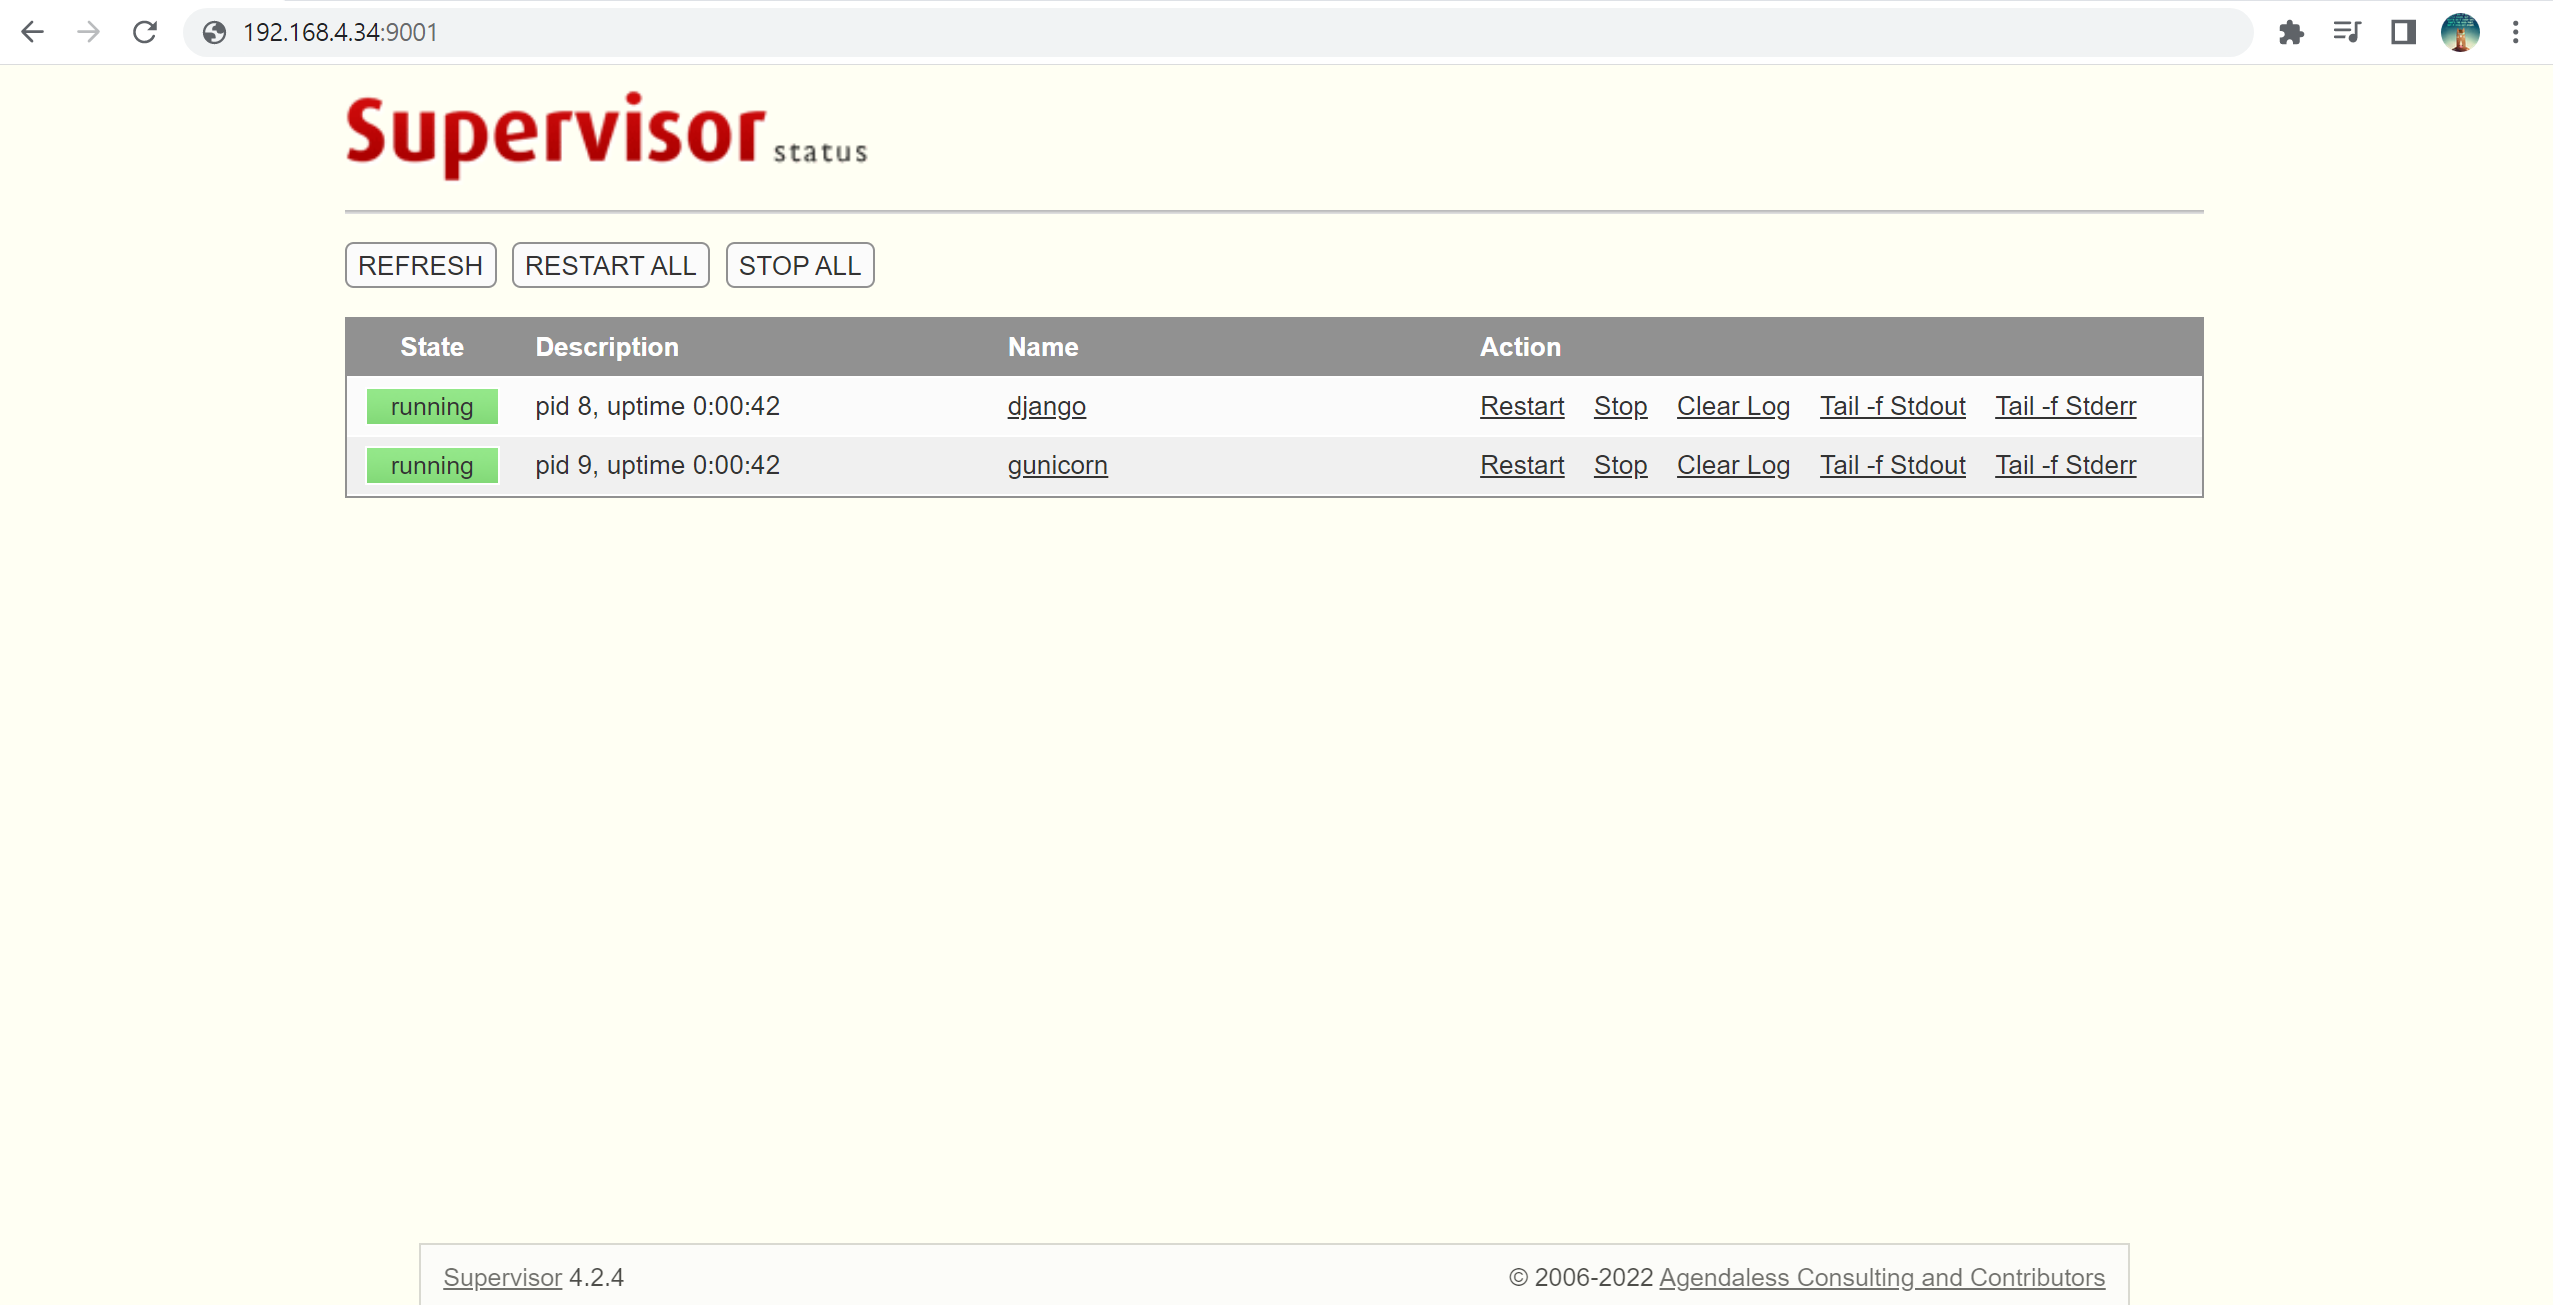 192.168.4.34:9001
Supervisor status
REFRESH RESTART ALL STOP ALL
State Description Name Action
running pid 8, uptime 0:00:42 django Restart Stop Clear Log Tail -f Stdout Tail -f Stderr
running pid 9, uptime 0:00:42 gunicorn Restart Stop Clear Log Tail -f Stdout Tail -f Stderr
Supervisor 4.2.4 © 2006-2022 Agendaless Consulting and Contributors